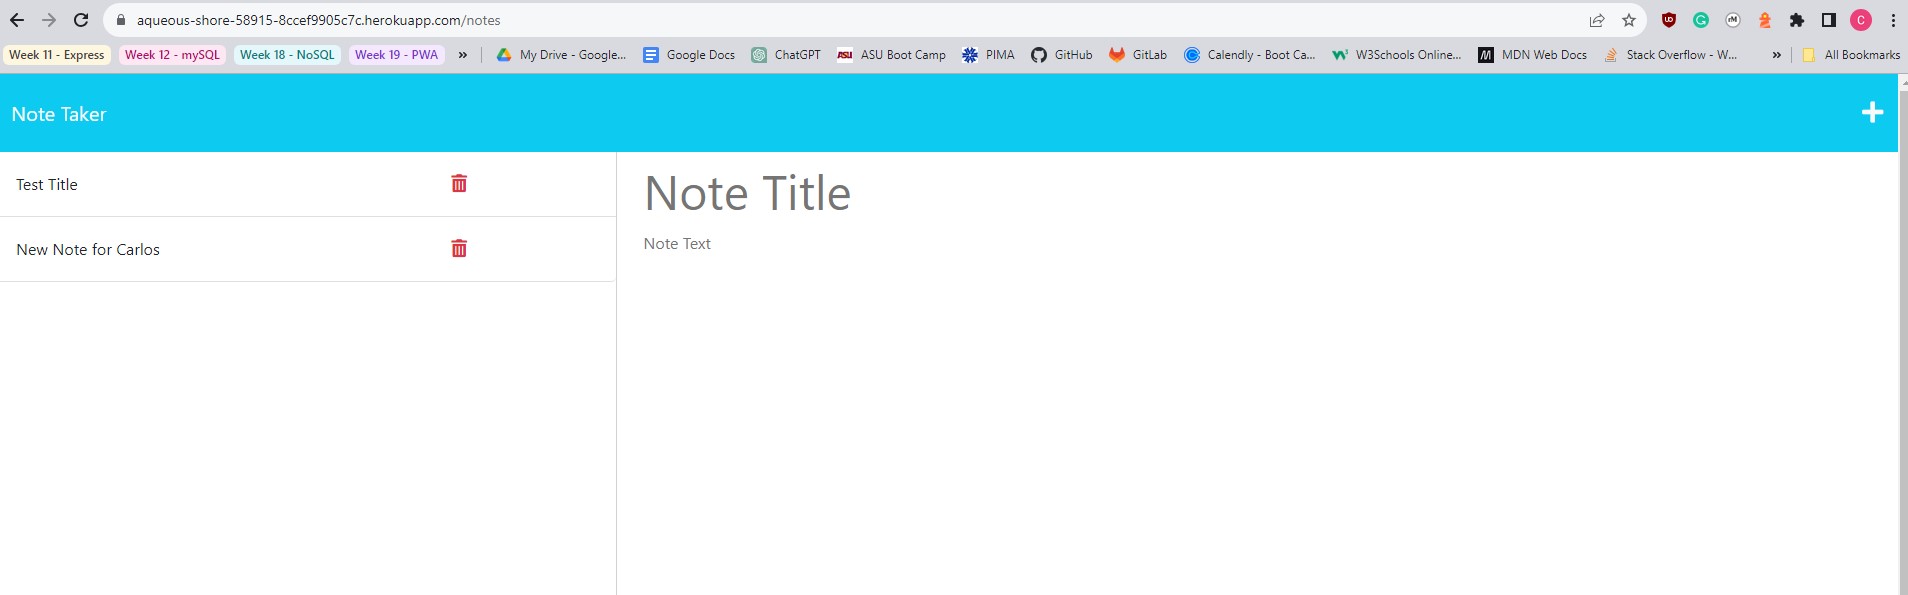 aqueous-shore-58915-8ccef9905c7c.herokuapp.com/notes
C
Week 11 - Express Week 12 - mySQL Week 18 - NoSQL Week 19 - PWA » My Drive - Google... Google Docs ChatGPT ASU ASU Boot Camp PIMA GitHub GitLab Calendly - Boot Ca... W3Schools Online... MDN Web Docs Stack Overflow - W... » All Bookmarks
Note Taker
Test Title
New Note for Carlos
Note Title
Note Text